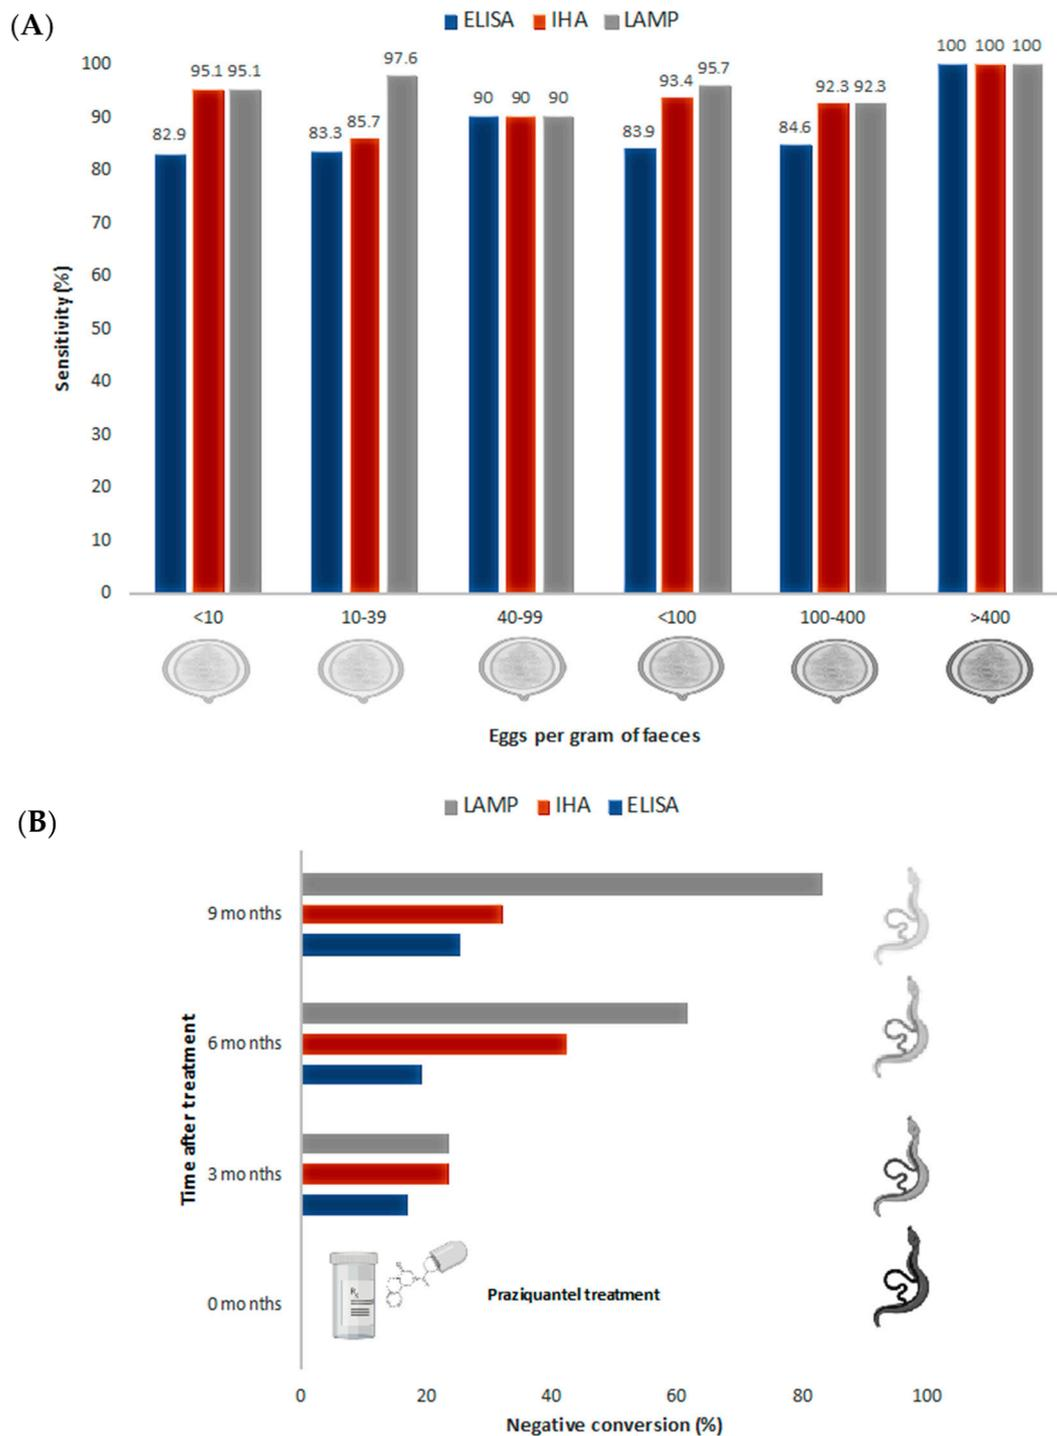 (A)
ELISA IHA LAMP
100
90
80
70
60
50
40
30
20
10
0
Sensitivity (%)
82.9 95.1 95.1
83.3 85.7 97.6
90 90 90
83.9 93.4 95.7
84.6 92.3 92.3
100 100 100
<10 10-39 40-99 <100 100-400 >400
Eggs per gram of faeces
(B)
LAMP IHA ELISA
Time after treatment
9 months
6 months
3 months
0 months
Rx
Praziquantel treatment
0 20 40 60 80 100
Negative conversion (%)